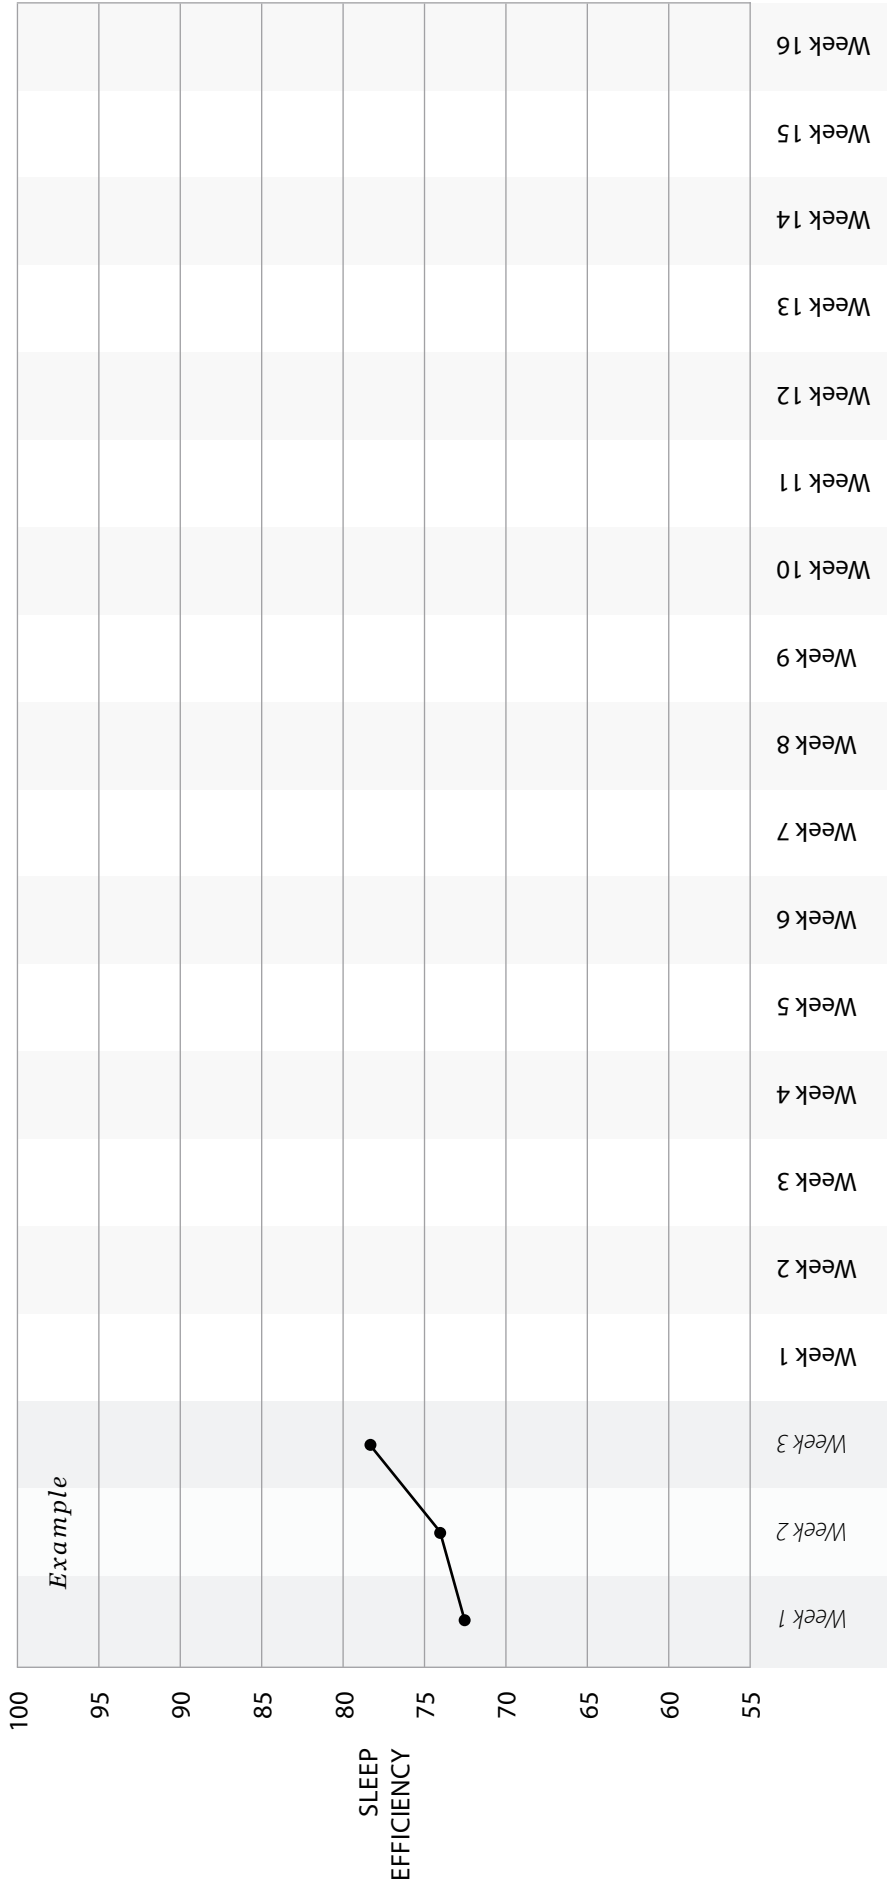 Example
SLEEP
EFFICIENCY
100
95
90
85
80
75
70
65
60
55
Week 1
Week 2
Week 3
Week 1
Week 2
Week 3
Week 4
Week 5
Week 6
Week 7
Week 8
Week 9
Week 10
Week 11
Week 12
Week 13
Week 14
Week 15
Week 16